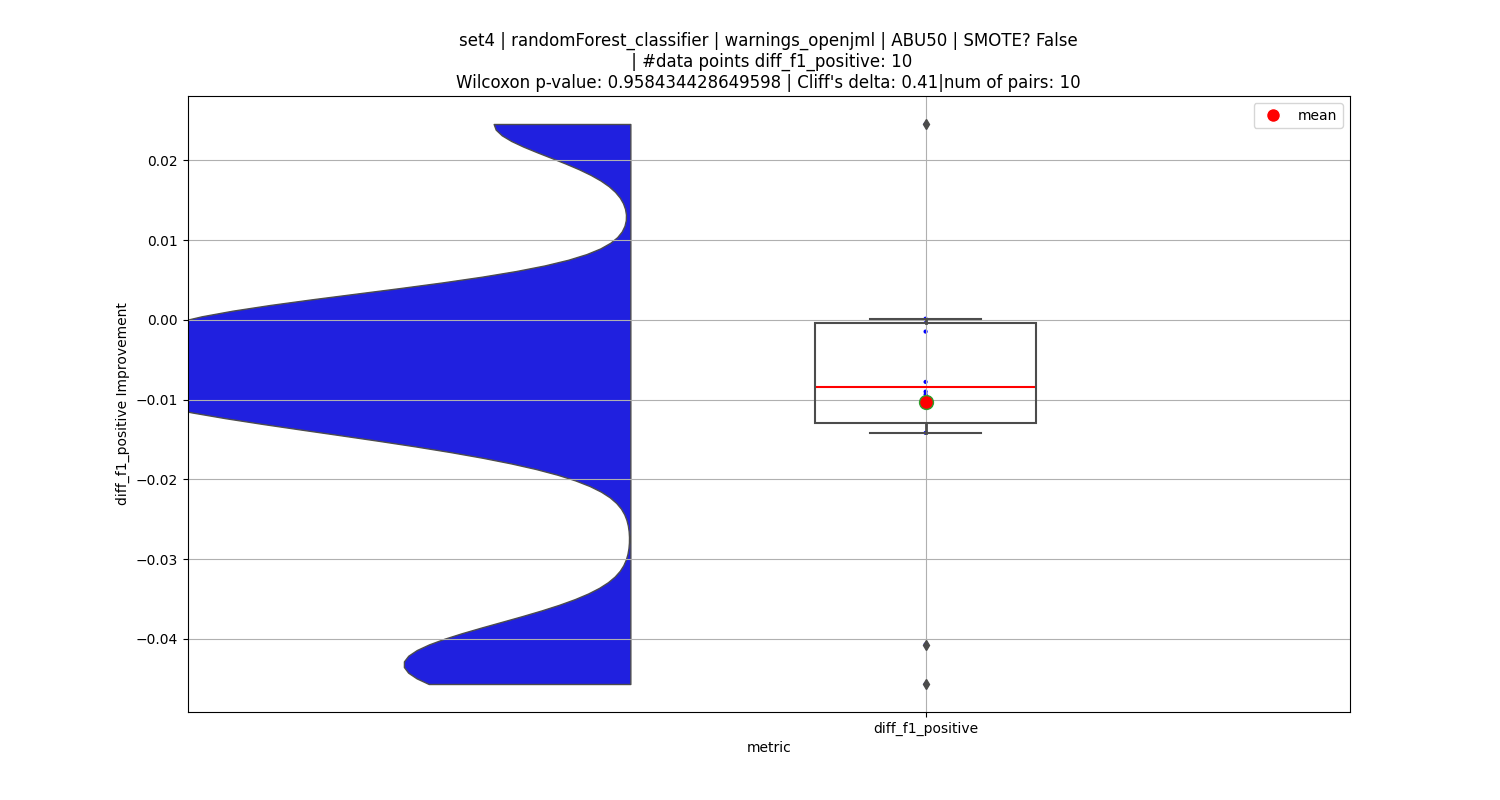 set4 | randomForest_classifier | warnings_openjml | ABU50 | SMOTE? False
| #data points diff_f1_positive: 10
Wilcoxon p-value: 0.958434428649598 | Cliff's delta: 0.41|num of pairs: 10
mean
0.02
0.01
0.00
−0.01
−0.02
−0.03
−0.04
diff_f1_positive Improvement
diff_f1_positive
metric